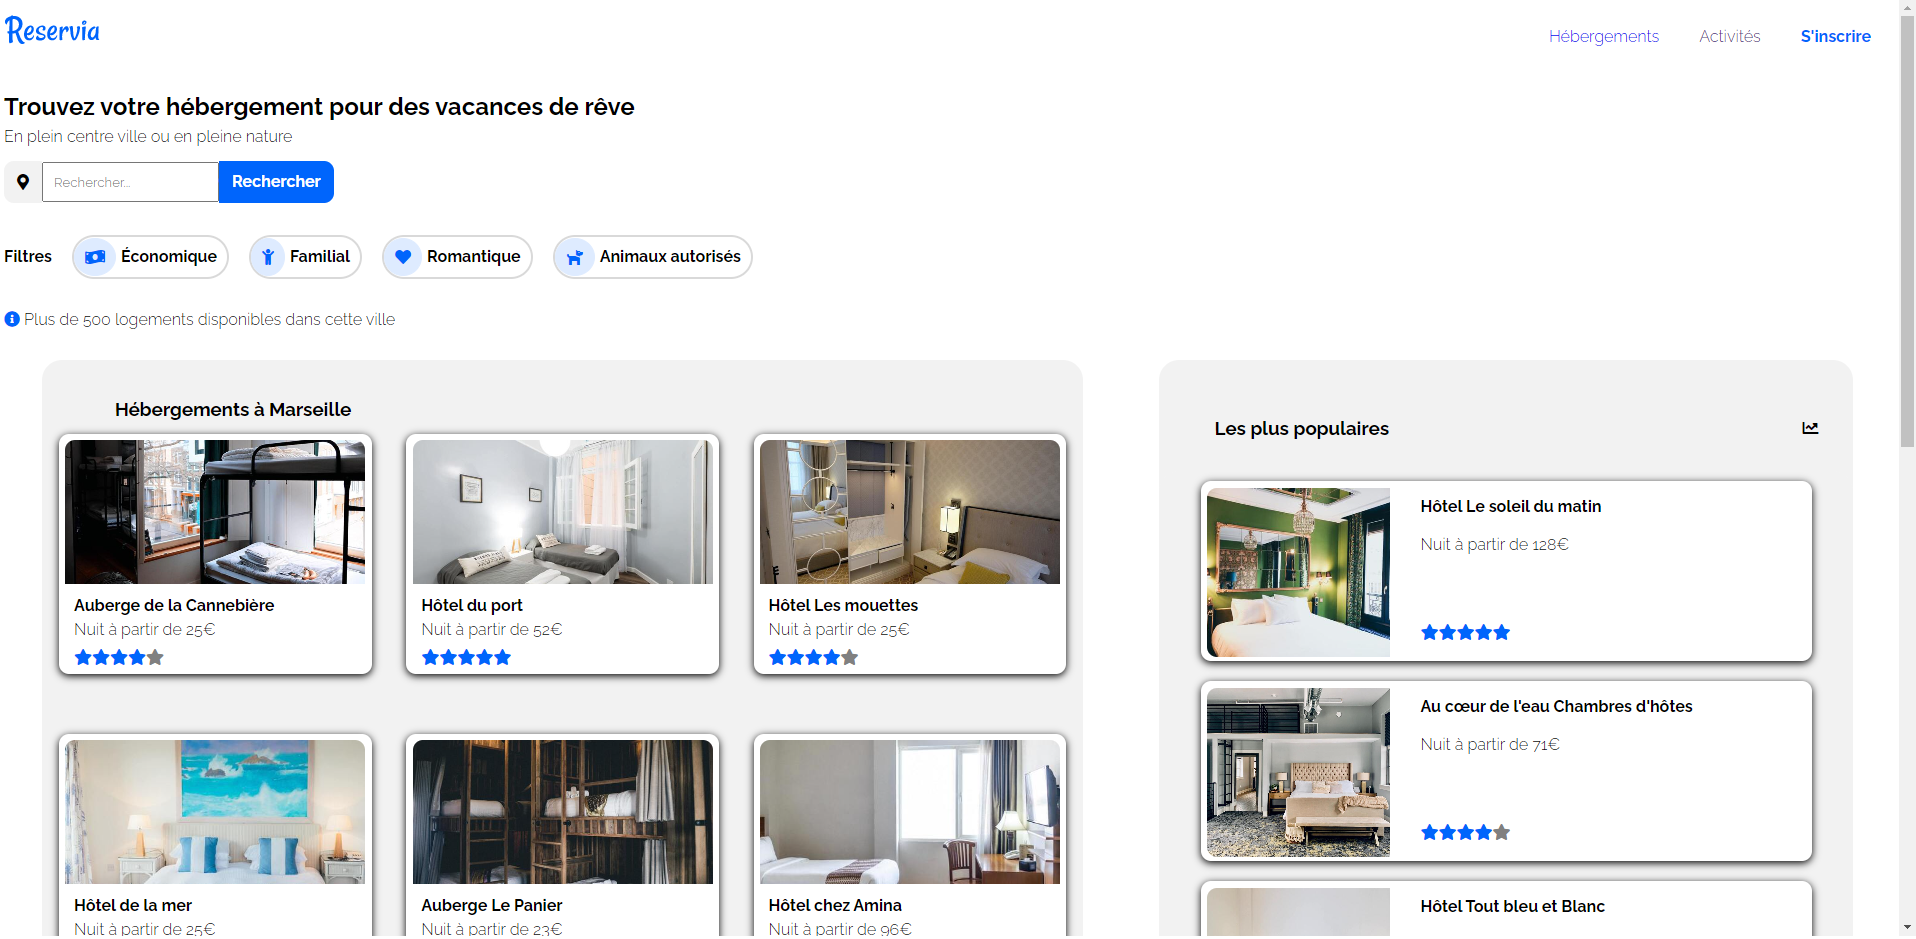 Reservia
Hébergements
Activités
S'inscrire
Trouvez votre hébergement pour des vacances de rêve
En plein centre ville ou en pleine nature
Rechercher...
Rechercher
Filtres
Économique
Familial
Romantique
Animaux autorisés
Plus de 500 logements disponibles dans cette ville
Hébergements à Marseille
Auberge de la Cannebière
Nuit à partir de 25€
Hôtel du port
Nuit à partir de 52€
Hôtel Les mouettes
Nuit à partir de 25€
Hôtel de la mer
Nuit à partir de 25€
Auberge Le Panier
Nuit à partir de 23€
Hôtel chez Amina
Nuit à partir de 96€
Les plus populaires
Hôtel Le soleil du matin
Nuit à partir de 128€
Au cœur de l'eau Chambres d'hôtes
Nuit à partir de 71€
Hôtel Tout bleu et Blanc